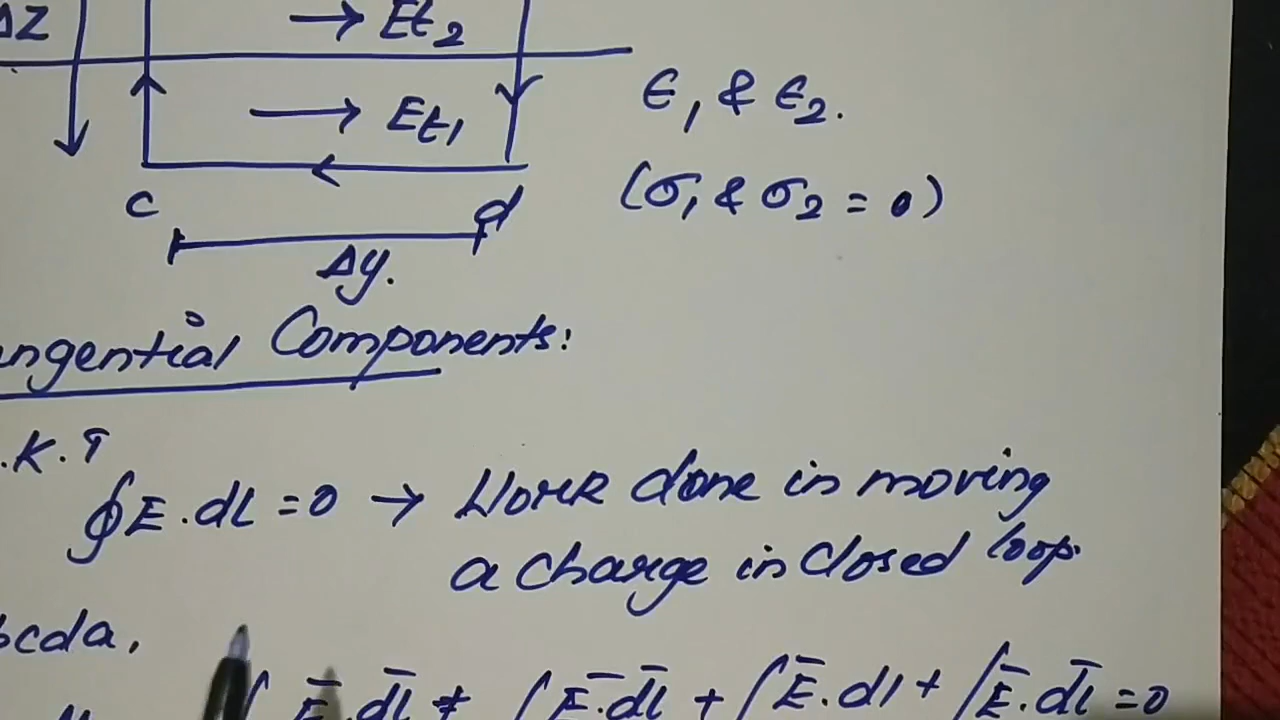 ΔZ → Et2
→ Et1
ϵ1 & ϵ2.
(σ1 & σ2 = 0)
c d
Δy.
ngential Components:
.K.T
∮E.dL = 0 → Work done in moving
a charge in closed loop.
bcda,
∫E̅.dl̅ + ∫E̅.dl̅ + ∫E̅.dl + ∫E̅.dl̅ = 0